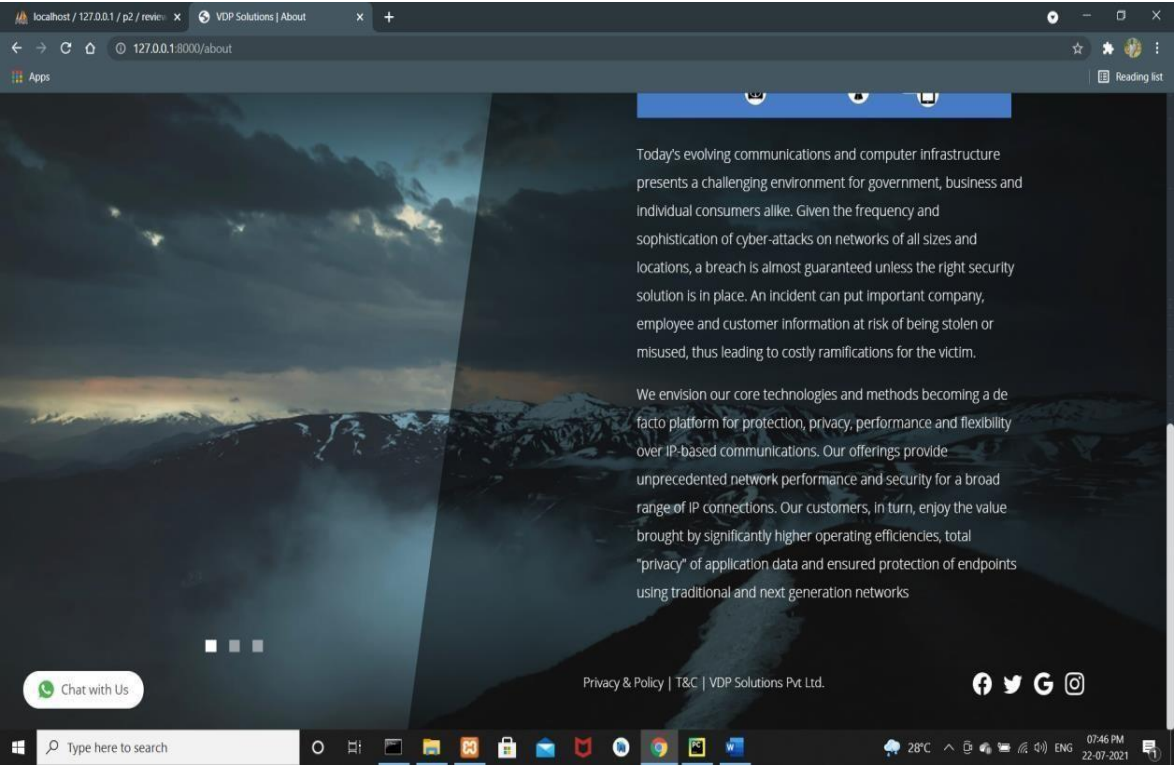 localhost / 127.0.0.1 / p2 / review
VDP Solutions | About
127.0.0.1:8000/about
Apps
Reading list
Today's evolving communications and computer infrastructure
presents a challenging environment for government, business and
individual consumers alike. Given the frequency and
sophistication of cyber-attacks on networks of all sizes and
locations, a breach is almost guaranteed unless the right security
solution is in place. An incident can put important company,
employee and customer information at risk of being stolen or
misused, thus leading to costly ramifications for the victim.
We envision our core technologies and methods becoming a de
facto platform for protection, privacy, performance and flexibility
over IP-based communications. Our offerings provide
unprecedented network performance and security for a broad
range of IP connections. Our customers, in turn, enjoy the value
brought by significantly higher operating efficiencies, total
"privacy" of application data and ensured protection of endpoints
using traditional and next generation networks
Chat with Us
Privacy & Policy | T&C | VDP Solutions Pvt Ltd.
Type here to search
28°C
ENG
07:46 PM
22-07-2021